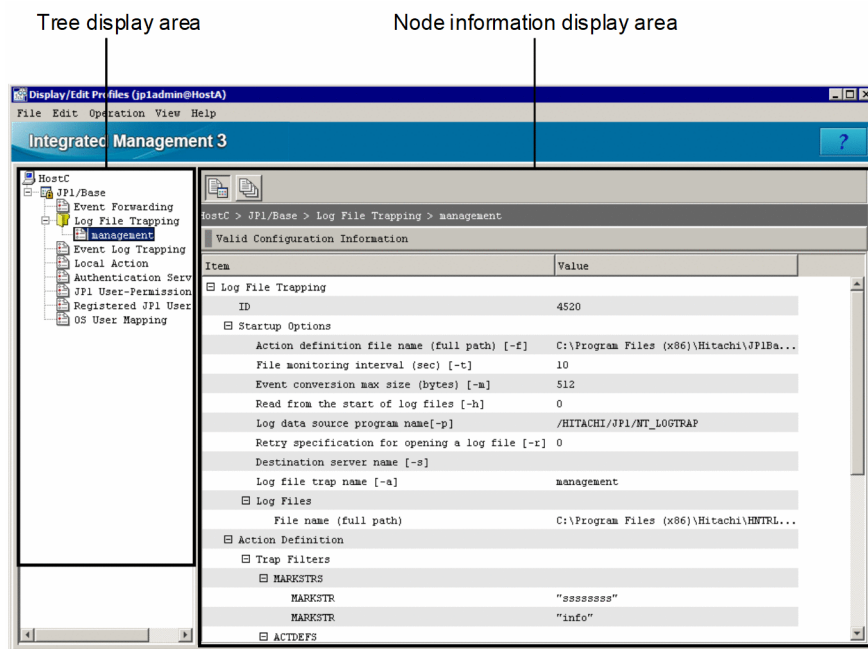 Tree display area Node information display area
Display/Edit Profiles (jp1admin@HostA)
File Edit Operation View Help
Integrated Management 3
?
HostC
JP1/Base
Event Forwarding
Log File Trapping
management
Event Log Trapping
Local Action
Authentication Serv
JP1 User-Permission
Registered JP1 User
OS User Mapping
HostC > JP1/Base > Log File Trapping > management
Valid Configuration Information
Item Value
Log File Trapping
ID 4520
Startup Options
Action definition file name (full path) [-f] C:\Program Files (x86)\Hitachi\JP1Ba...
File monitoring interval (sec) [-t] 10
Event conversion max size (bytes) [-m] 512
Read from the start of log files [-h] 0
Log data source program name[-p] /HITACHI/JP1/NT_LOGTRAP
Retry specification for opening a log file [-r] 0
Destination server name [-s]
Log file trap name [-a] management
Log Files
File name (full path) C:\Program Files (x86)\Hitachi\HNTRL...
Action Definition
Trap Filters
MARKSTRS
MARKSTR "ssssssss"
MARKSTR "info"
ACTDEFS